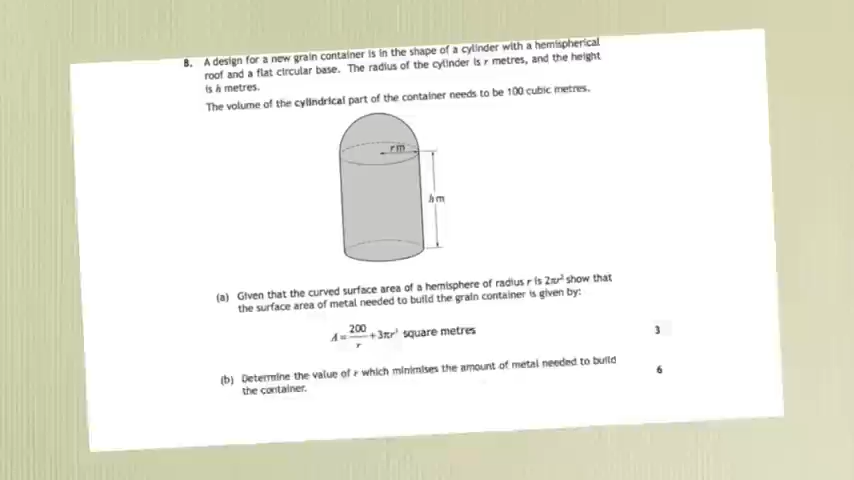 8. A design for a new grain container is in the shape of a cylinder with a hemispherical
roof and a flat circular base. The radius of the cylinder is r metres, and the height
is h metres.
The volume of the cylindrical part of the container needs to be 100 cubic metres.
r m
h m
(a) Given that the curved surface area of a hemisphere of radius r is 2πr² show that
the surface area of metal needed to build the grain container is given by:
A = 200/r + 3πr² square metres
3
(b) Determine the value of r which minimises the amount of metal needed to build
6
the container.